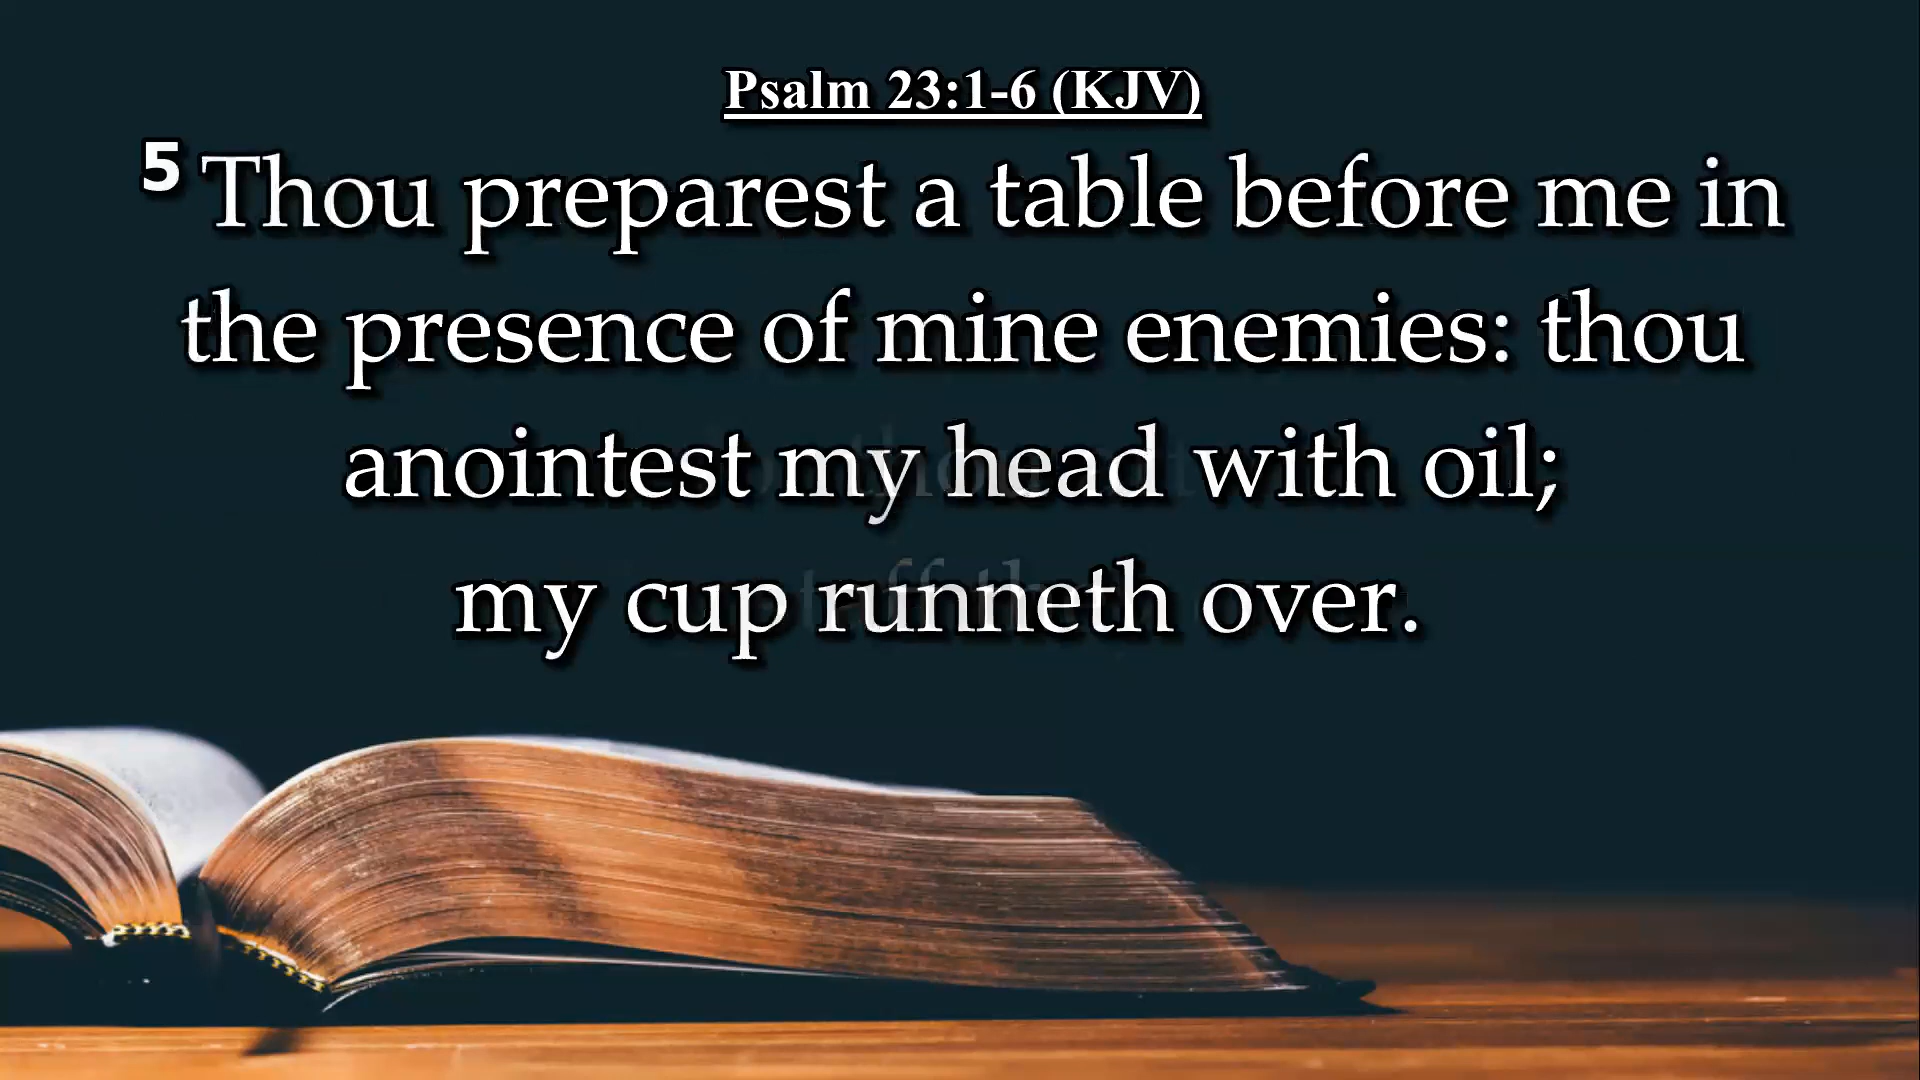 Psalm 23:1-6 (KJV)
5 Thou preparest a table before me in
the presence of mine enemies: thou
anointest my head with oil;
my cup runneth over.